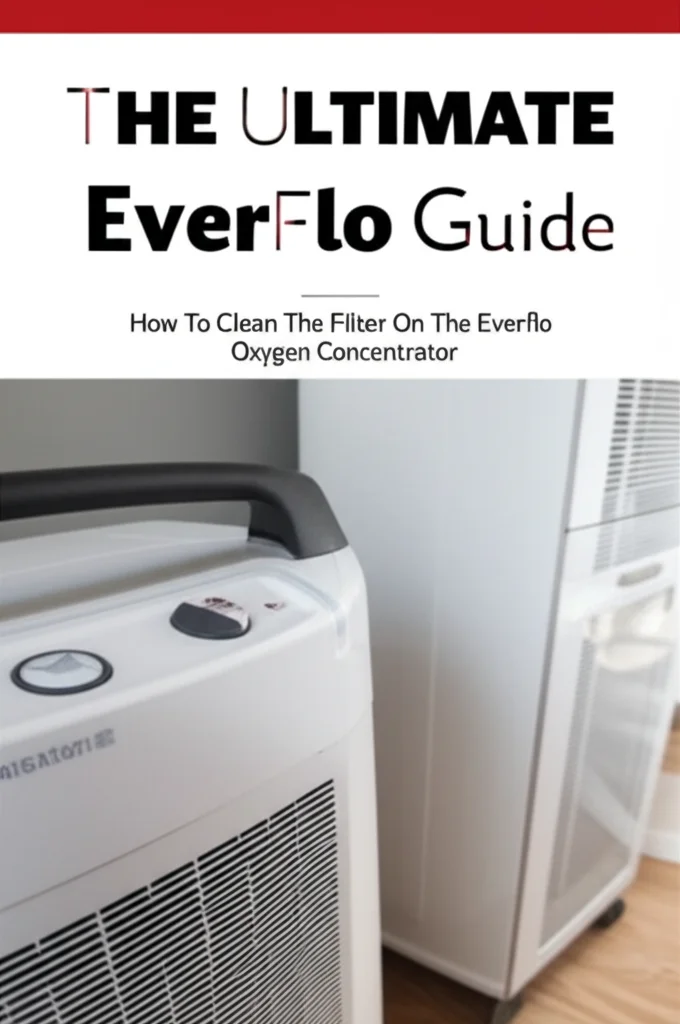 THE ULTIMATE
EverFlo Guide
How To Clean The Filter On The Everflo
Oxygen Concentrator